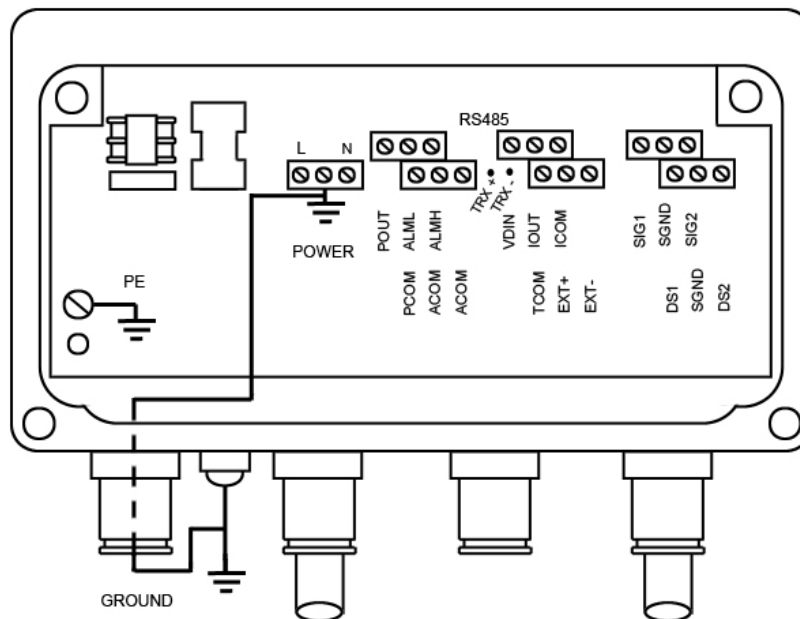 RS485
L N
TRX +
TRX -
POWER
POUT ALML ALMH
VDIN IOUT ICOM
SIG1 SGND SIG2
PE
PCOM ACOM ACOM
TCOM EXT+ EXT-
DS1 SGND DS2
GROUND